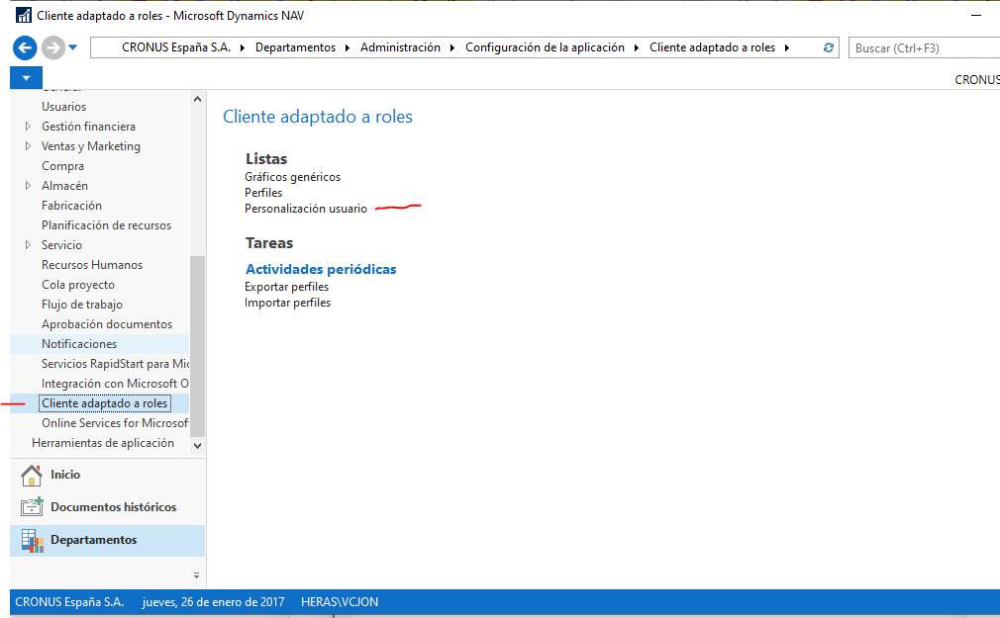 Cliente adaptado a roles - Microsoft Dynamics NAV
CRONUS España S.A. Departamentos Administración Configuración de la aplicación Cliente adaptado a roles
Buscar (Ctrl+F3)
CRONUS
Usuarios
Gestión financiera
Ventas y Marketing
Compra
Almacén
Fabricación
Planificación de recursos
Servicio
Recursos Humanos
Cola proyecto
Flujo de trabajo
Aprobación documentos
Notificaciones
Servicios RapidStart para Mic
Integración con Microsoft O
Cliente adaptado a roles
Online Services for Microsof
Herramientas de aplicación
Inicio
Documentos históricos
Departamentos
Cliente adaptado a roles
Listas
Gráficos genéricos
Perfiles
Personalización usuario
Tareas
Actividades periódicas
Exportar perfiles
Importar perfiles
CRONUS España S.A. jueves, 26 de enero de 2017 HERAS\VCJON